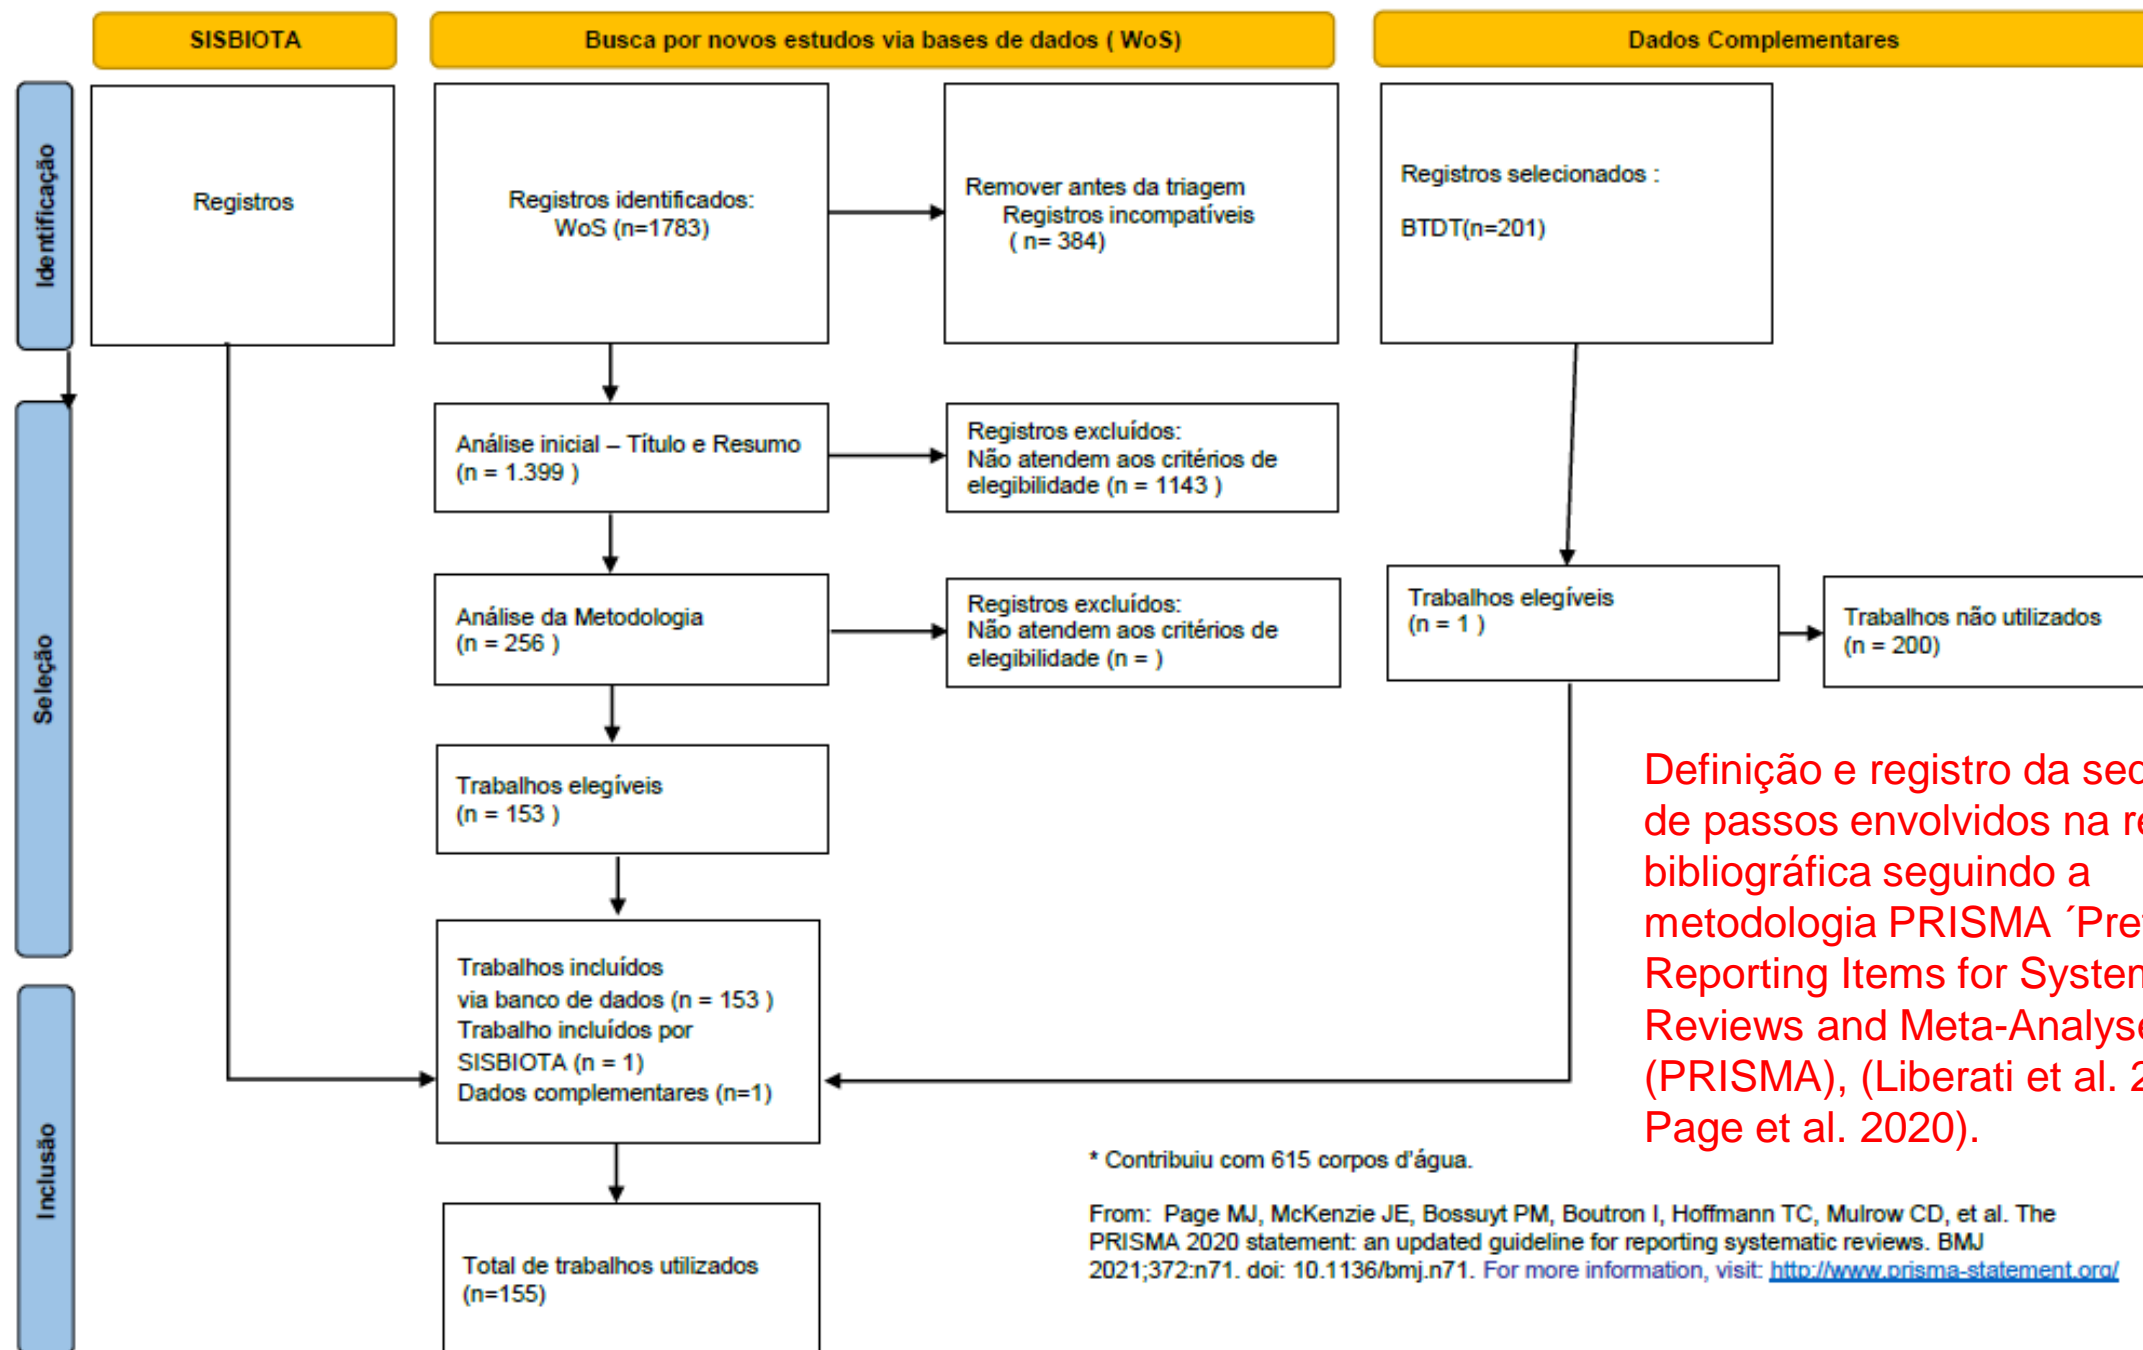 SISBIOTA
Busca por novos estudos via bases de dados ( WoS)
Dados Complementares
Identificação
Registros
Registros identificados:
WoS (n=1783)
Remover antes da triagem
Registros incompatíveis
( n= 384)
Registros selecionados :
BTDT(n=201)
Seleção
Análise inicial – Título e Resumo
(n = 1.399 )
Registros excluídos:
Não atendem aos critérios de
elegibilidade (n = 1143 )
Análise da Metodologia
(n = 256 )
Registros excluídos:
Não atendem aos critérios de
elegibilidade (n = )
Trabalhos elegíveis
(n = 1 )
Trabalhos não utilizados
(n = 200)
Trabalhos elegíveis
(n = 153 )
Definição e registro da
de passos envolvidos na
bibliográfica seguindo a
metodologia PRISMA ´
Reporting Items for
Reviews and
(PRISMA), (Liberati et al.
Page et al. 2020).
Inclusão
Trabalhos incluídos
via banco de dados (n = 153 )
Trabalho incluídos por
SISBIOTA (n = 1)
Dados complementares (n=1)
Total de trabalhos utilizados
(n=155)
* Contribuiu com 615 corpos d'água.
From: Page MJ, McKenzie JE, Bossuyt PM, Boutron I, Hoffmann TC, Mulrow CD, et al. The
PRISMA 2020 statement: an updated guideline for reporting systematic reviews. BMJ
2021;372:n71. doi: 10.1136/bmj.n71. For more information, visit: http://www.prisma-statement.org/